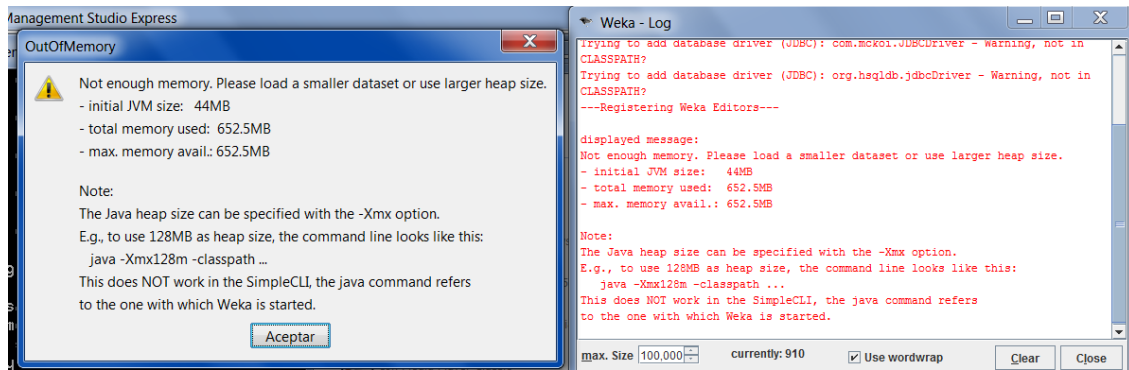 Management Studio Express
OutOfMemory
Not enough memory. Please load a smaller dataset or use larger heap size.
- initial JVM size: 44MB
- total memory used: 652.5MB
- max. memory avail.: 652.5MB
Note:
The Java heap size can be specified with the -Xmx option.
E.g., to use 128MB as heap size, the command line looks like this:
java -Xmx128m -classpath ...
This does NOT work in the SimpleCLI, the java command refers
to the one with which Weka is started.
Aceptar
Weka - Log
Trying to add database driver (JDBC): com.mckoi.JDBCDriver - Warning, not in
CLASSPATH?
Trying to add database driver (JDBC): org.hsqldb.jdbcDriver - Warning, not in
CLASSPATH?
---Registering Weka Editors---
displayed message:
Not enough memory. Please load a smaller dataset or use larger heap size.
- initial JVM size: 44MB
- total memory used: 652.5MB
- max. memory avail.: 652.5MB
Note:
The Java heap size can be specified with the -Xmx option.
E.g., to use 128MB as heap size, the command line looks like this:
java -Xmx128m -classpath ...
This does NOT work in the SimpleCLI, the java command refers
to the one with which Weka is started.
max. Size 100,000 currently: 910 Use wordwrap Clear Close